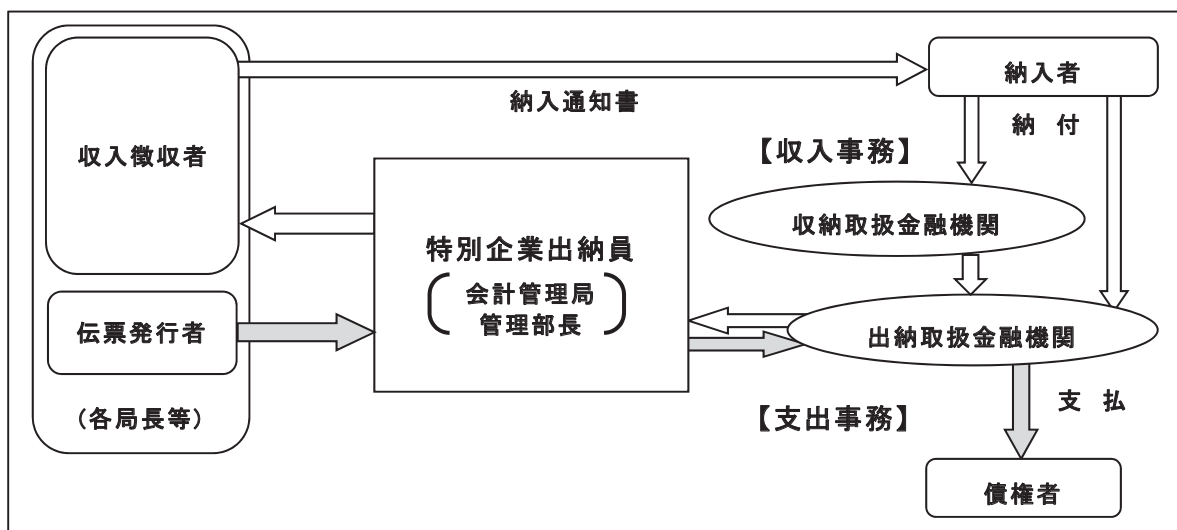 納入者
納入通知書
納 付
収入徴収者
【収入事務】
収納取扱金融機関
特別企業出納員
会計管理局
管理部長
伝票発行者
出納取扱金融機関
(各局長等)
【支出事務】
支 払
債権者